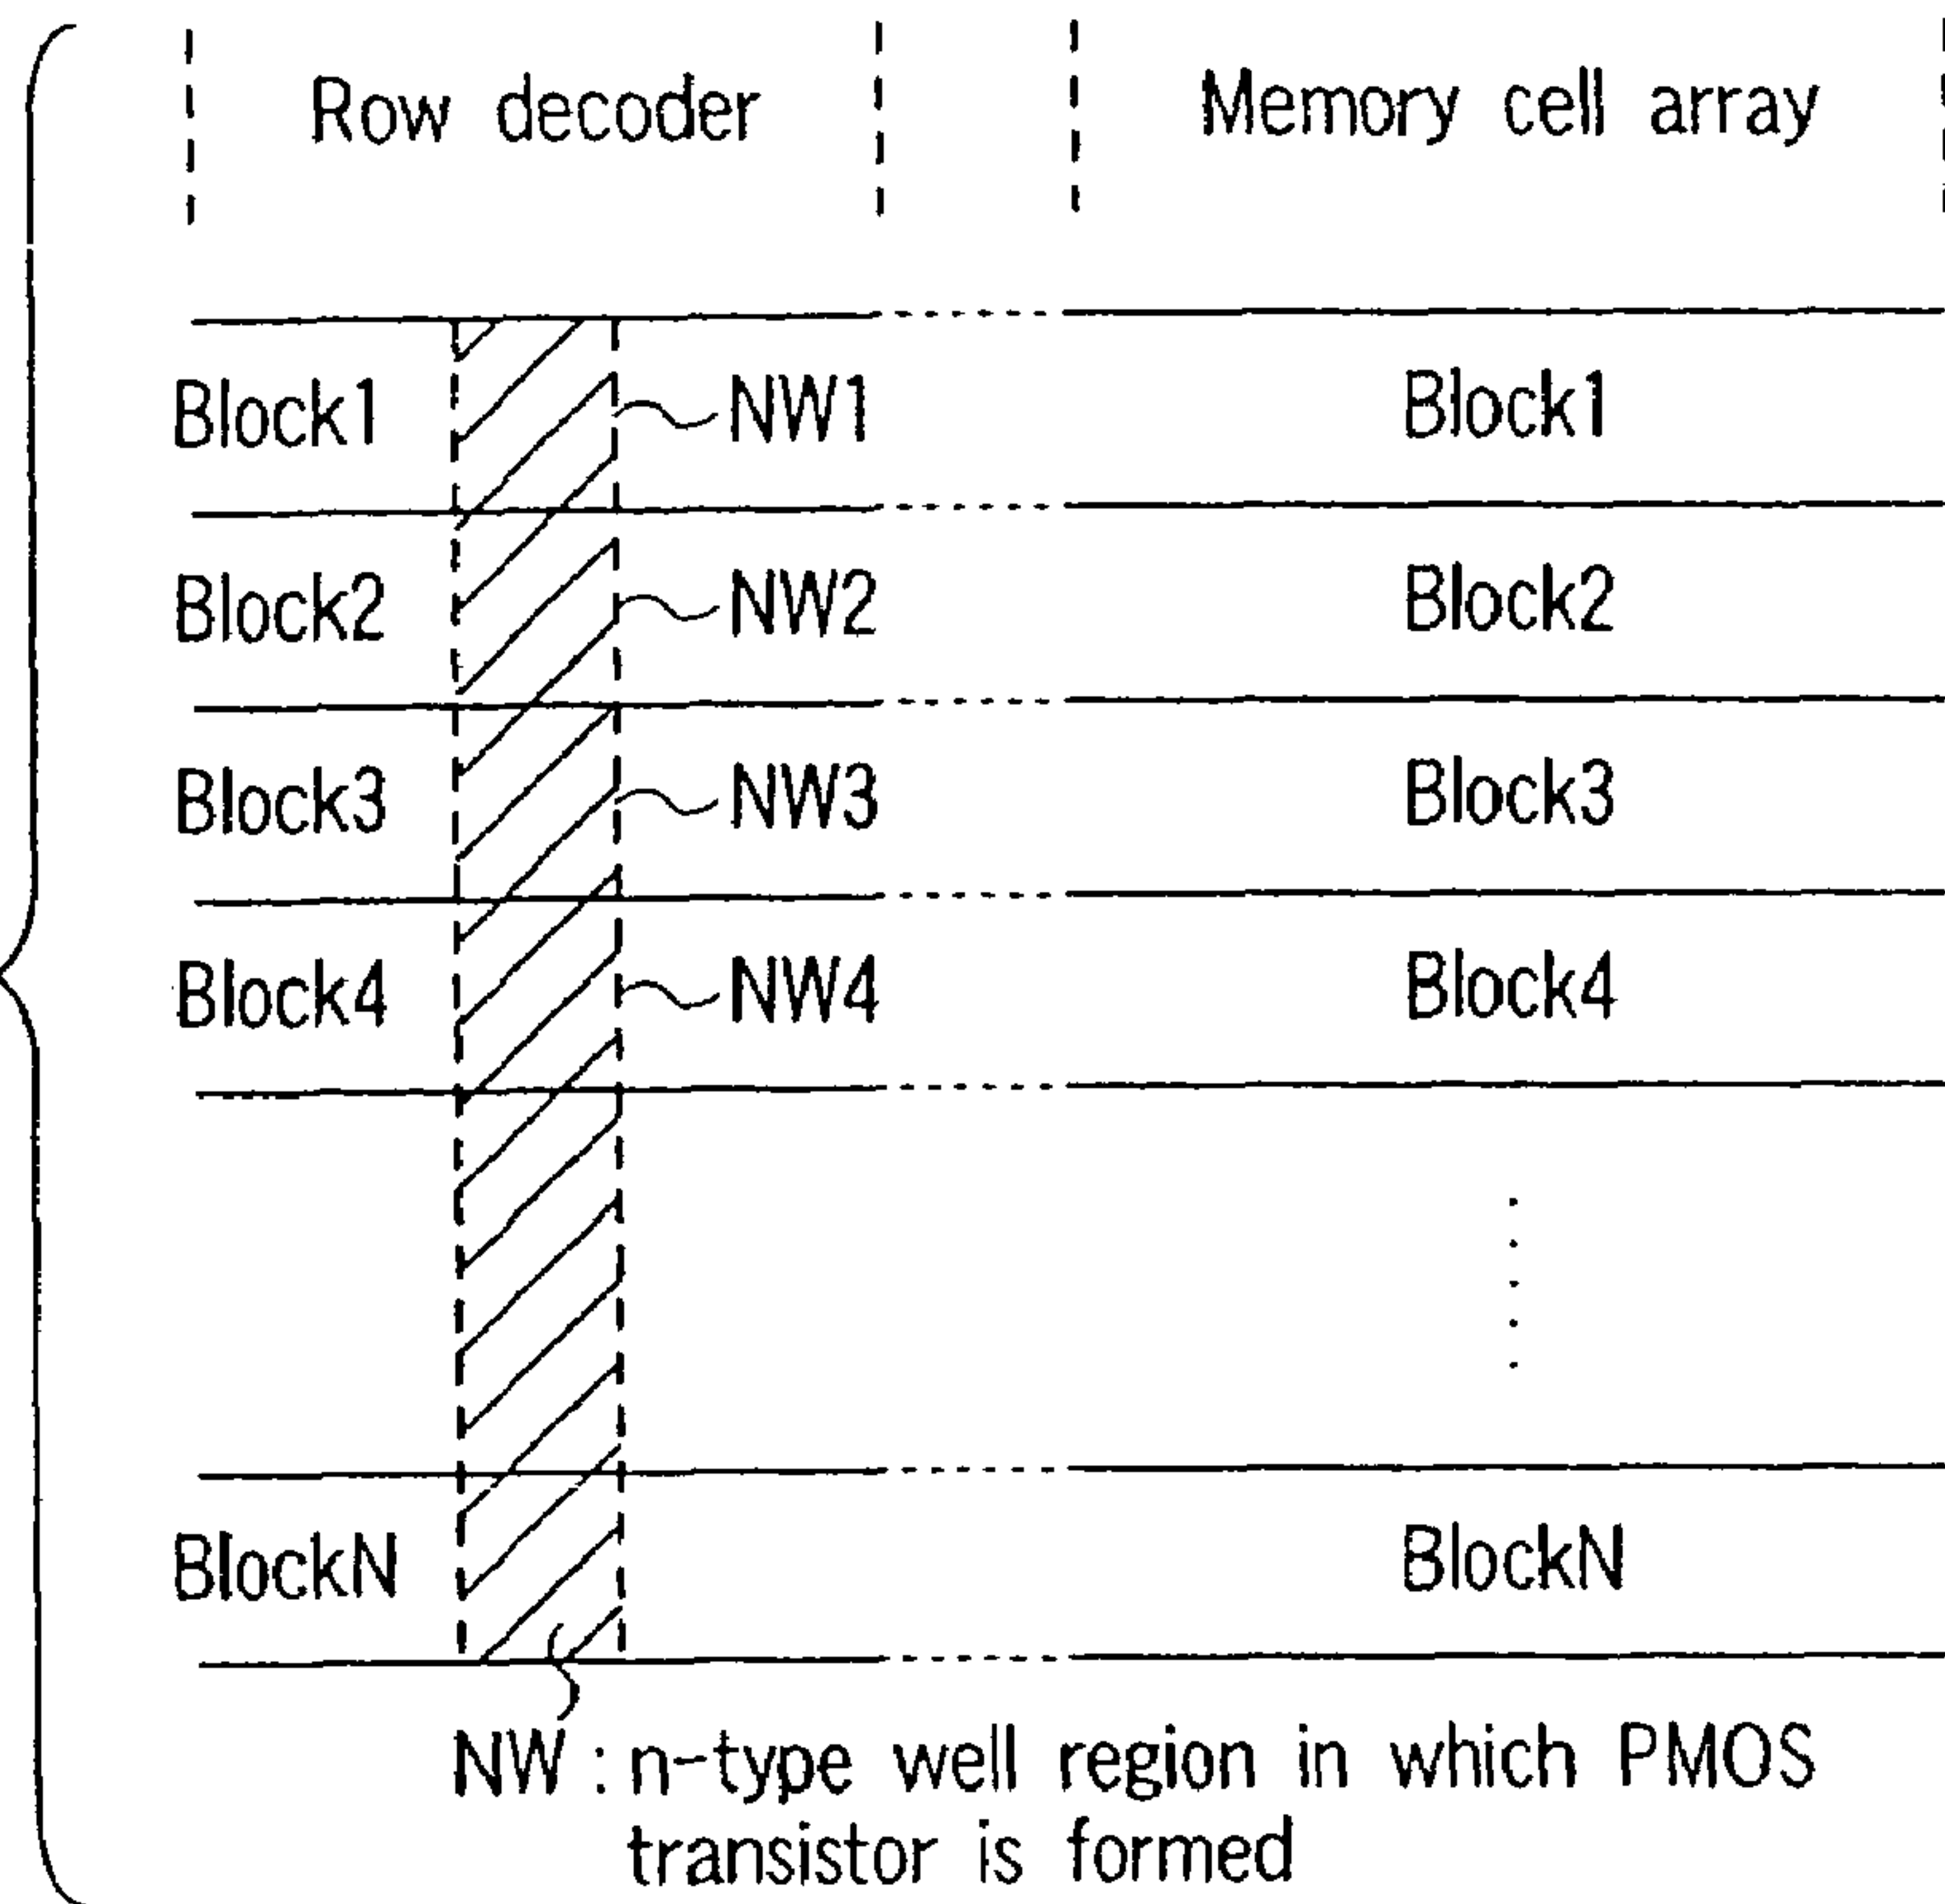 Row decoder Memory cell array
Block1 NW1 Block1
Block2 NW2 Block2
Block3 NW3 Block3
Block4 NW4 Block4
BlockN BlockN
NW : n-type well region in which PMOS
transistor is formed